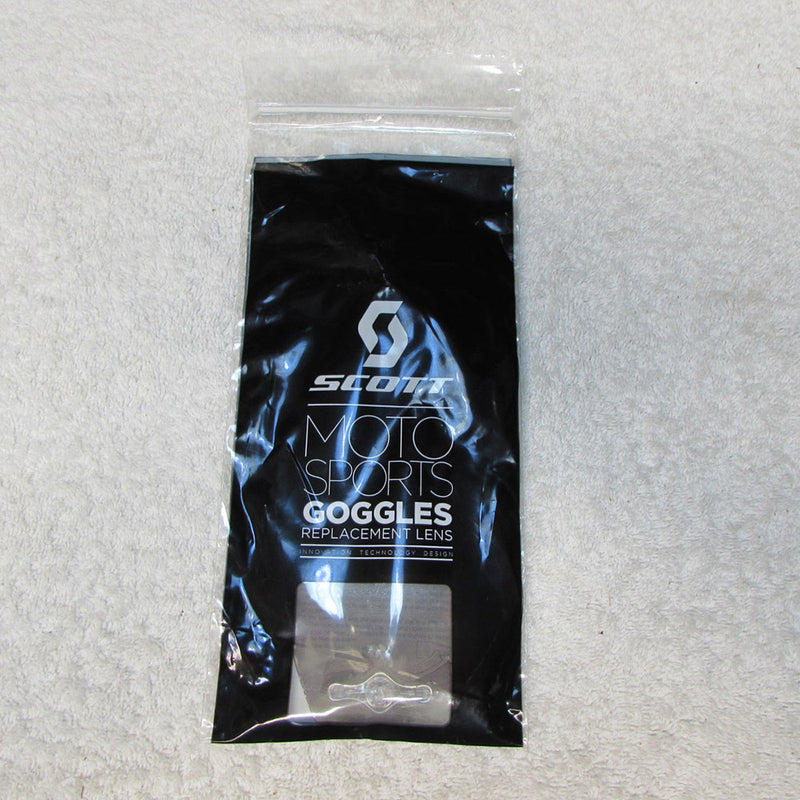 SCOTT
MOTO
SPORTS
GOGGLES
REPLACEMENT LENS
INNOVATION TECHNOLOGY DESIGN